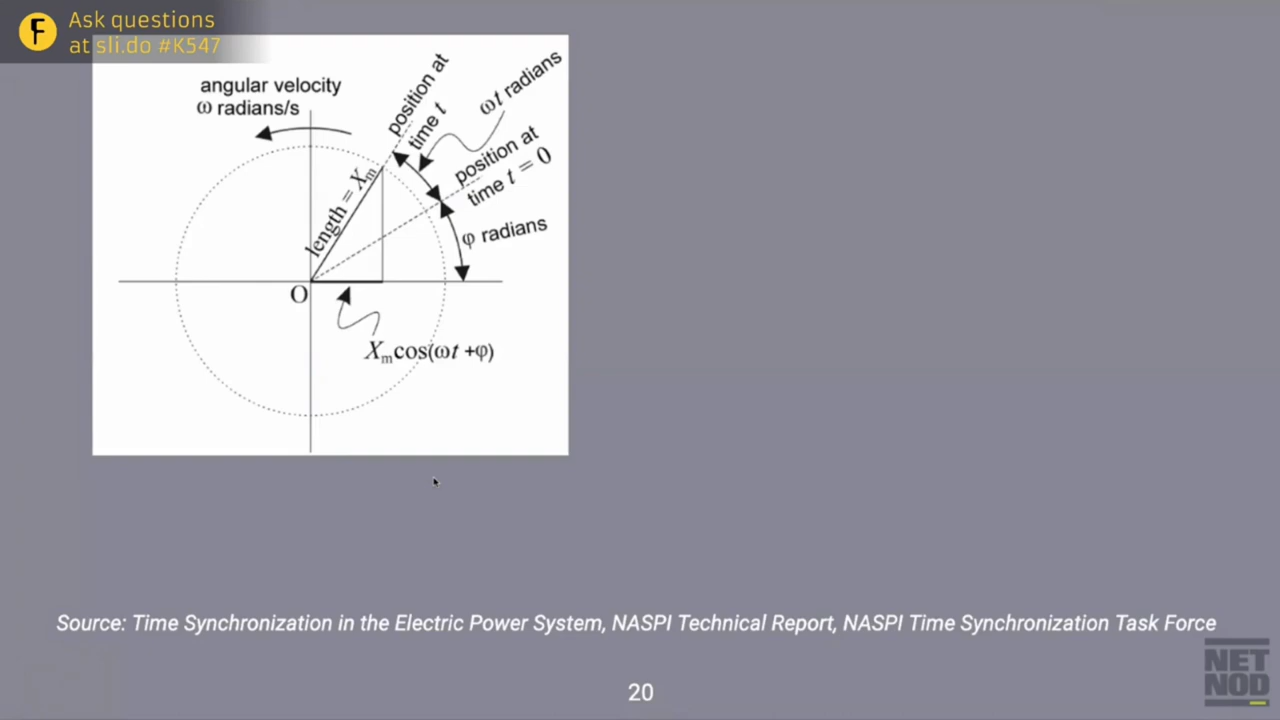 Ask questions
at sli.do #K547
angular velocity
ω radians/s
position at
time t
ωt radians
position at
time t = 0
φ radians
length = Xm
O
Xmcos(ωt +φ)
Source: Time Synchronization in the Electric Power System, NASPI Technical Report, NASPI Time Synchronization Task Force
NET
NOD
20